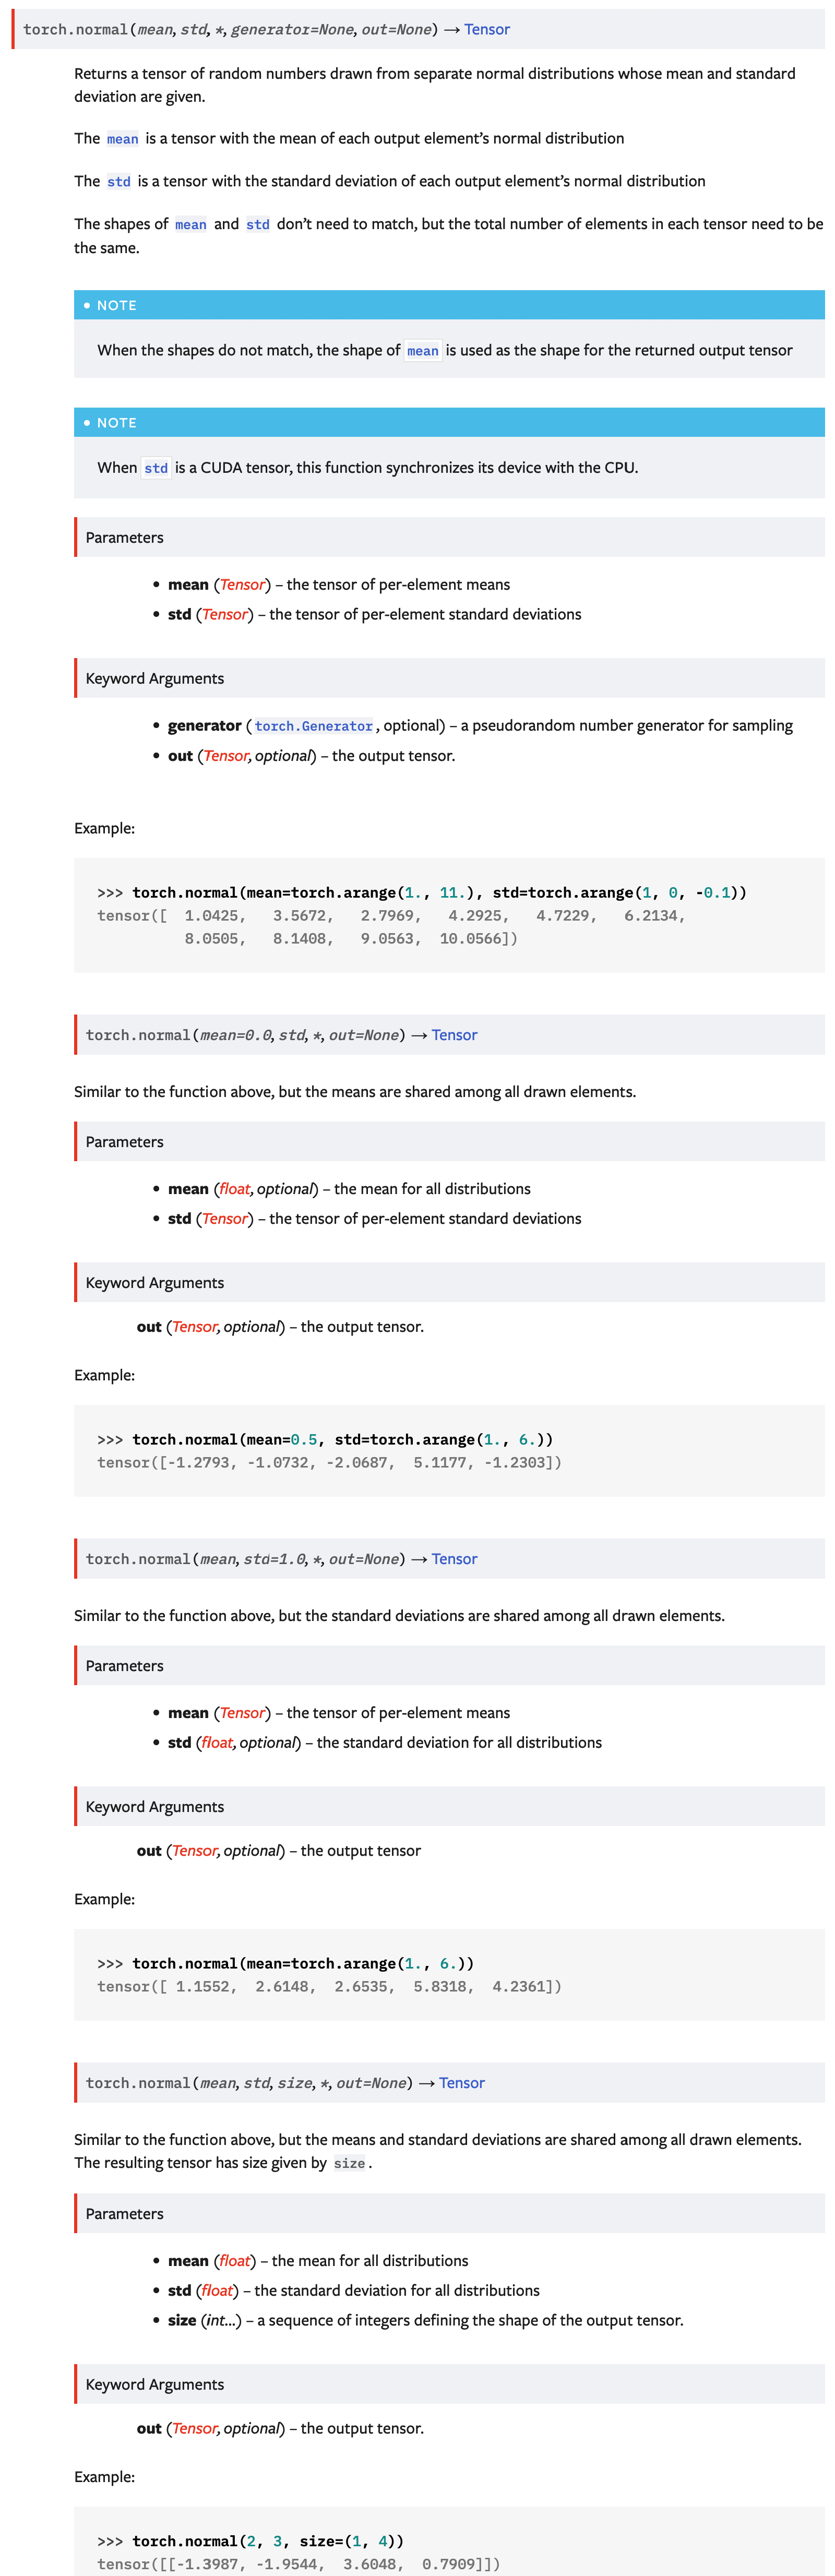 torch.normal(mean, std, *, generator=None, out=None) → Tensor
Returns a tensor of random numbers drawn from separate normal distributions whose mean and standard
deviation are given.
The mean is a tensor with the mean of each output element’s normal distribution
The std is a tensor with the standard deviation of each output element’s normal distribution
The shapes of mean and std don’t need to match, but the total number of elements in each tensor need to be
the same.
• NOTE
When the shapes do not match, the shape of mean is used as the shape for the returned output tensor
• NOTE
When std is a CUDA tensor, this function synchronizes its device with the CPU.
Parameters
• mean (Tensor) – the tensor of per-element means
• std (Tensor) – the tensor of per-element standard deviations
Keyword Arguments
• generator (torch.Generator, optional) – a pseudorandom number generator for sampling
• out (Tensor, optional) – the output tensor.
Example:
>>> torch.normal(mean=torch.arange(1., 11.), std=torch.arange(1, 0, -0.1))
tensor([  1.0425,   3.5672,   2.7969,   4.2925,   4.7229,   6.2134,
          8.0505,   8.1408,   9.0563,  10.0566])
torch.normal(mean=0.0, std, *, out=None) → Tensor
Similar to the function above, but the means are shared among all drawn elements.
Parameters
• mean (float, optional) – the mean for all distributions
• std (Tensor) – the tensor of per-element standard deviations
Keyword Arguments
out (Tensor, optional) – the output tensor.
Example:
>>> torch.normal(mean=0.5, std=torch.arange(1., 6.))
tensor([-1.2793, -1.0732, -2.0687,  5.1177, -1.2303])
torch.normal(mean, std=1.0, *, out=None) → Tensor
Similar to the function above, but the standard deviations are shared among all drawn elements.
Parameters
• mean (Tensor) – the tensor of per-element means
• std (float, optional) – the standard deviation for all distributions
Keyword Arguments
out (Tensor, optional) – the output tensor
Example:
>>> torch.normal(mean=torch.arange(1., 6.))
tensor([ 1.1552,  2.6148,  2.6535,  5.8318,  4.2361])
torch.normal(mean, std, size, *, out=None) → Tensor
Similar to the function above, but the means and standard deviations are shared among all drawn elements.
The resulting tensor has size given by size.
Parameters
• mean (float) – the mean for all distributions
• std (float) – the standard deviation for all distributions
• size (int...) – a sequence of integers defining the shape of the output tensor.
Keyword Arguments
out (Tensor, optional) – the output tensor.
Example:
>>> torch.normal(2, 3, size=(1, 4))
tensor([[-1.3987, -1.9544,  3.6048,  0.7909]])